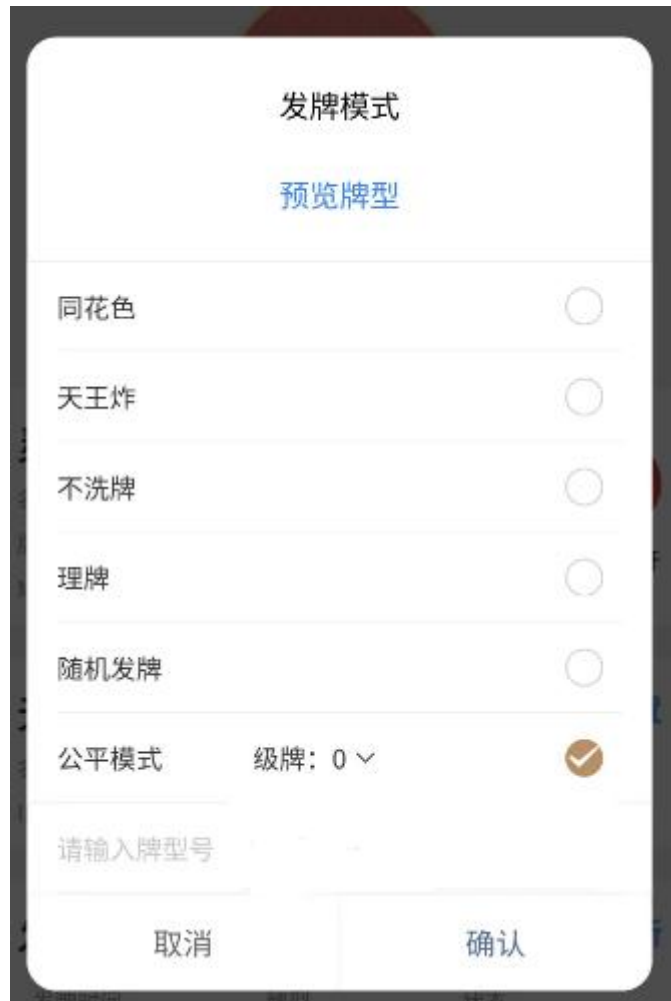 发牌模式
预览牌型
同花色
天王炸
不洗牌
理牌
随机发牌
公平模式 级牌：0
请输入牌型号
取消 确认